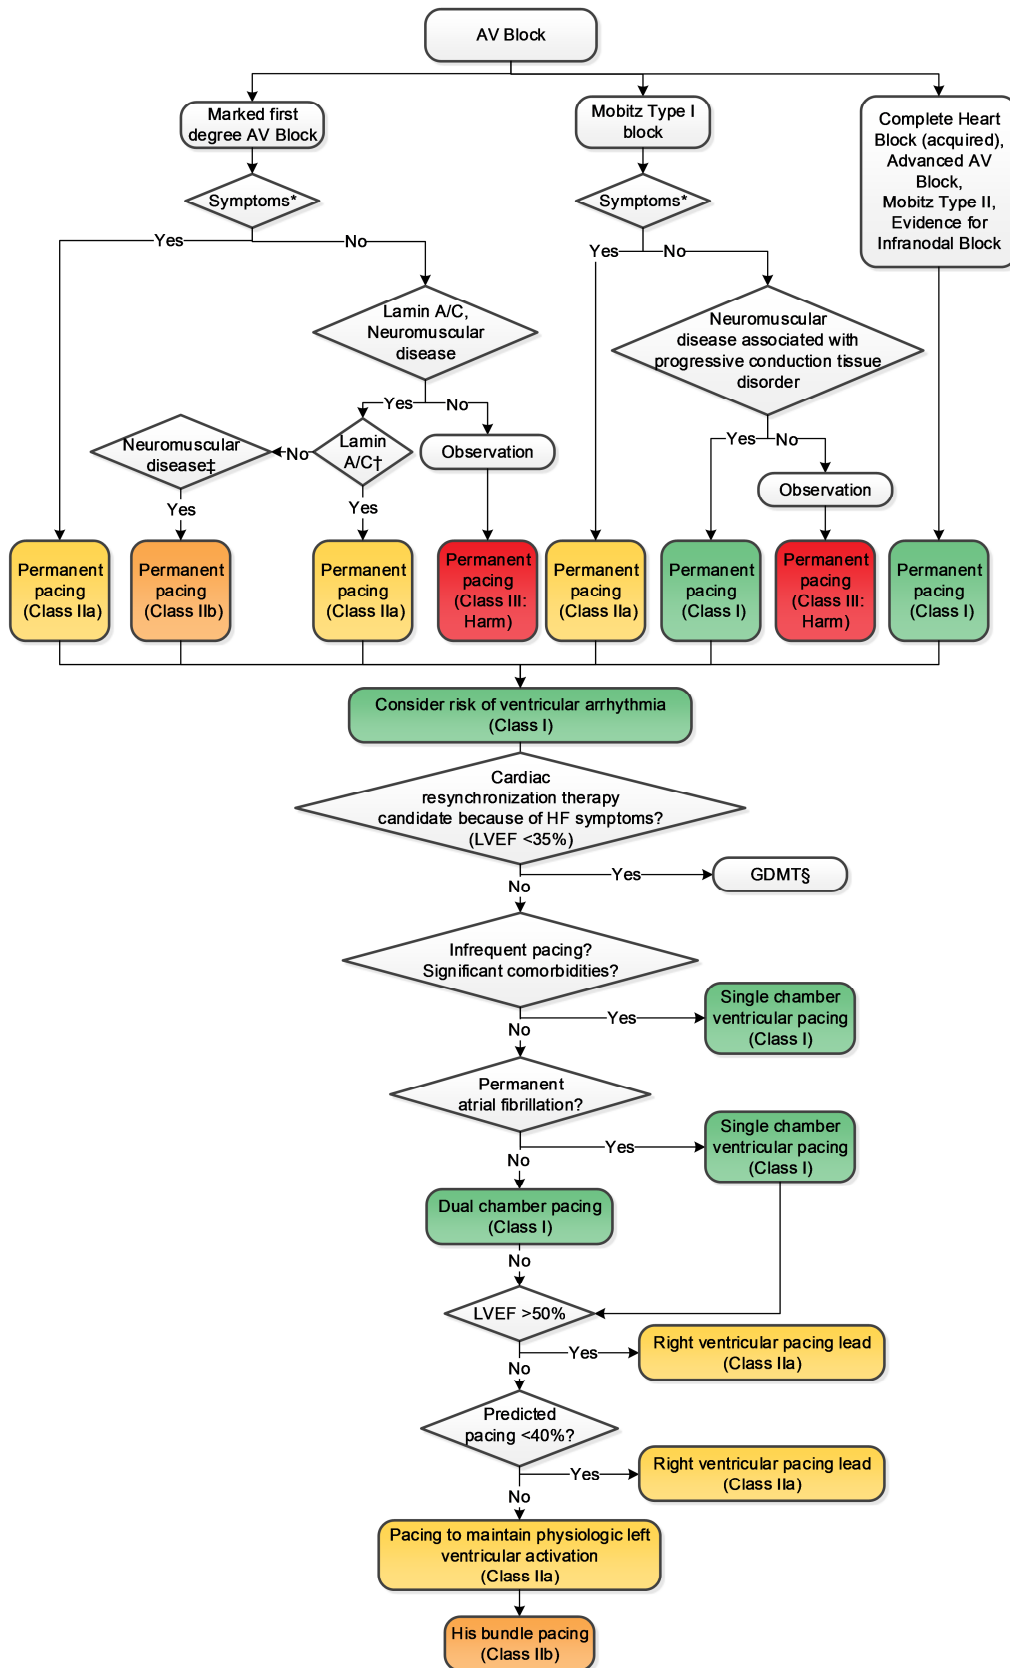 AV Block
Marked first
degree AV Block
Mobitz Type I
block
Complete Heart
Block (acquired),
Advanced AV
Block,
Mobitz Type II,
Evidence for
Infranodal Block
Symptoms*
Symptoms*
Yes
No
Yes
No
Lamin A/C,
Neuromuscular
disease
Neuromuscular
disease associated with
progressive conduction tissue
disorder
Yes
No
Yes
No
Neuromuscular
disease‡
No
Lamin
A/C†
Observation
Observation
Yes
Yes
Permanent
pacing
(Class IIa)
Permanent
pacing
(Class IIb)
Permanent
pacing
(Class IIa)
Permanent
pacing
(Class III:
Harm)
Permanent
pacing
(Class IIa)
Permanent
pacing
(Class I)
Permanent
pacing
(Class III:
Harm)
Permanent
pacing
(Class I)
Consider risk of ventricular arrhythmia
(Class I)
Cardiac
resynchronization therapy
candidate because of HF symptoms?
(LVEF <35%)
Yes
GDMT§
No
Infrequent pacing?
Significant comorbidities?
Yes
Single chamber
ventricular pacing
(Class I)
No
Permanent
atrial fibrillation?
Yes
Single chamber
ventricular pacing
(Class I)
No
Dual chamber pacing
(Class I)
No
LVEF >50%
Yes
Right ventricular pacing lead
(Class IIa)
No
Predicted
pacing <40%?
Yes
Right ventricular pacing lead
(Class IIa)
No
Pacing to maintain physiologic left
ventricular activation
(Class IIa)
His bundle pacing
(Class IIb)